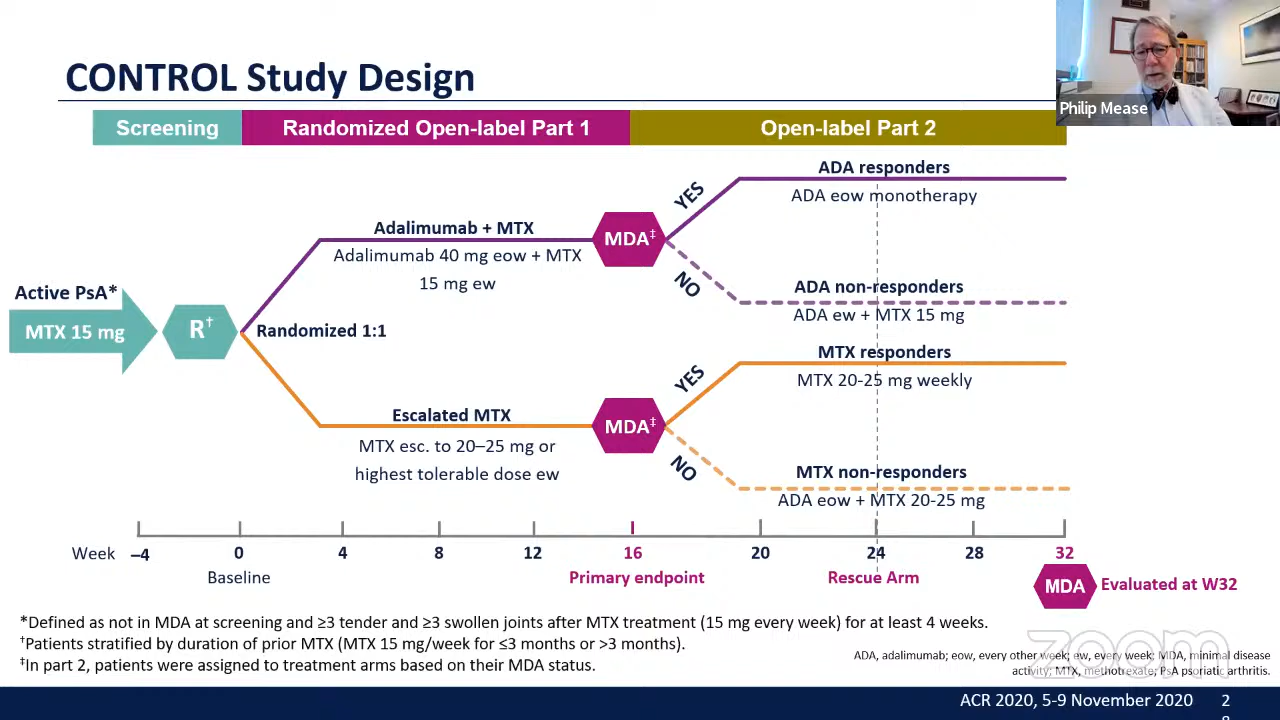 CONTROL Study Design
Philip Mease
Screening
Randomized Open-label Part 1
Open-label Part 2
ADA responders
ADA eow monotherapy
YES
Adalimumab + MTX
Adalimumab 40 mg eow + MTX
15 mg ew
MDA‡
NO
ADA non-responders
ADA ew + MTX 15 mg
Active PsA*
MTX 15 mg
R†
Randomized 1:1
MTX responders
MTX 20-25 mg weekly
YES
Escalated MTX
MTX esc. to 20–25 mg or
highest tolerable dose ew
MDA‡
NO
MTX non-responders
ADA eow + MTX 20-25 mg
Week –4 0 4 8 12 16 20 24 28 32
Baseline
Primary endpoint
Rescue Arm
MDA Evaluated at W32
*Defined as not in MDA at screening and ≥3 tender and ≥3 swollen joints after MTX treatment (15 mg every week) for at least 4 weeks.
†Patients stratified by duration of prior MTX (MTX 15 mg/week for ≤3 months or >3 months).
‡In part 2, patients were assigned to treatment arms based on their MDA status.
ADA, adalimumab; eow, every other week; ew, every week; MDA, minimal disease
activity; MTX, methotrexate; PsA psoriatic arthritis.
zoom
ACR 2020, 5-9 November 2020 2